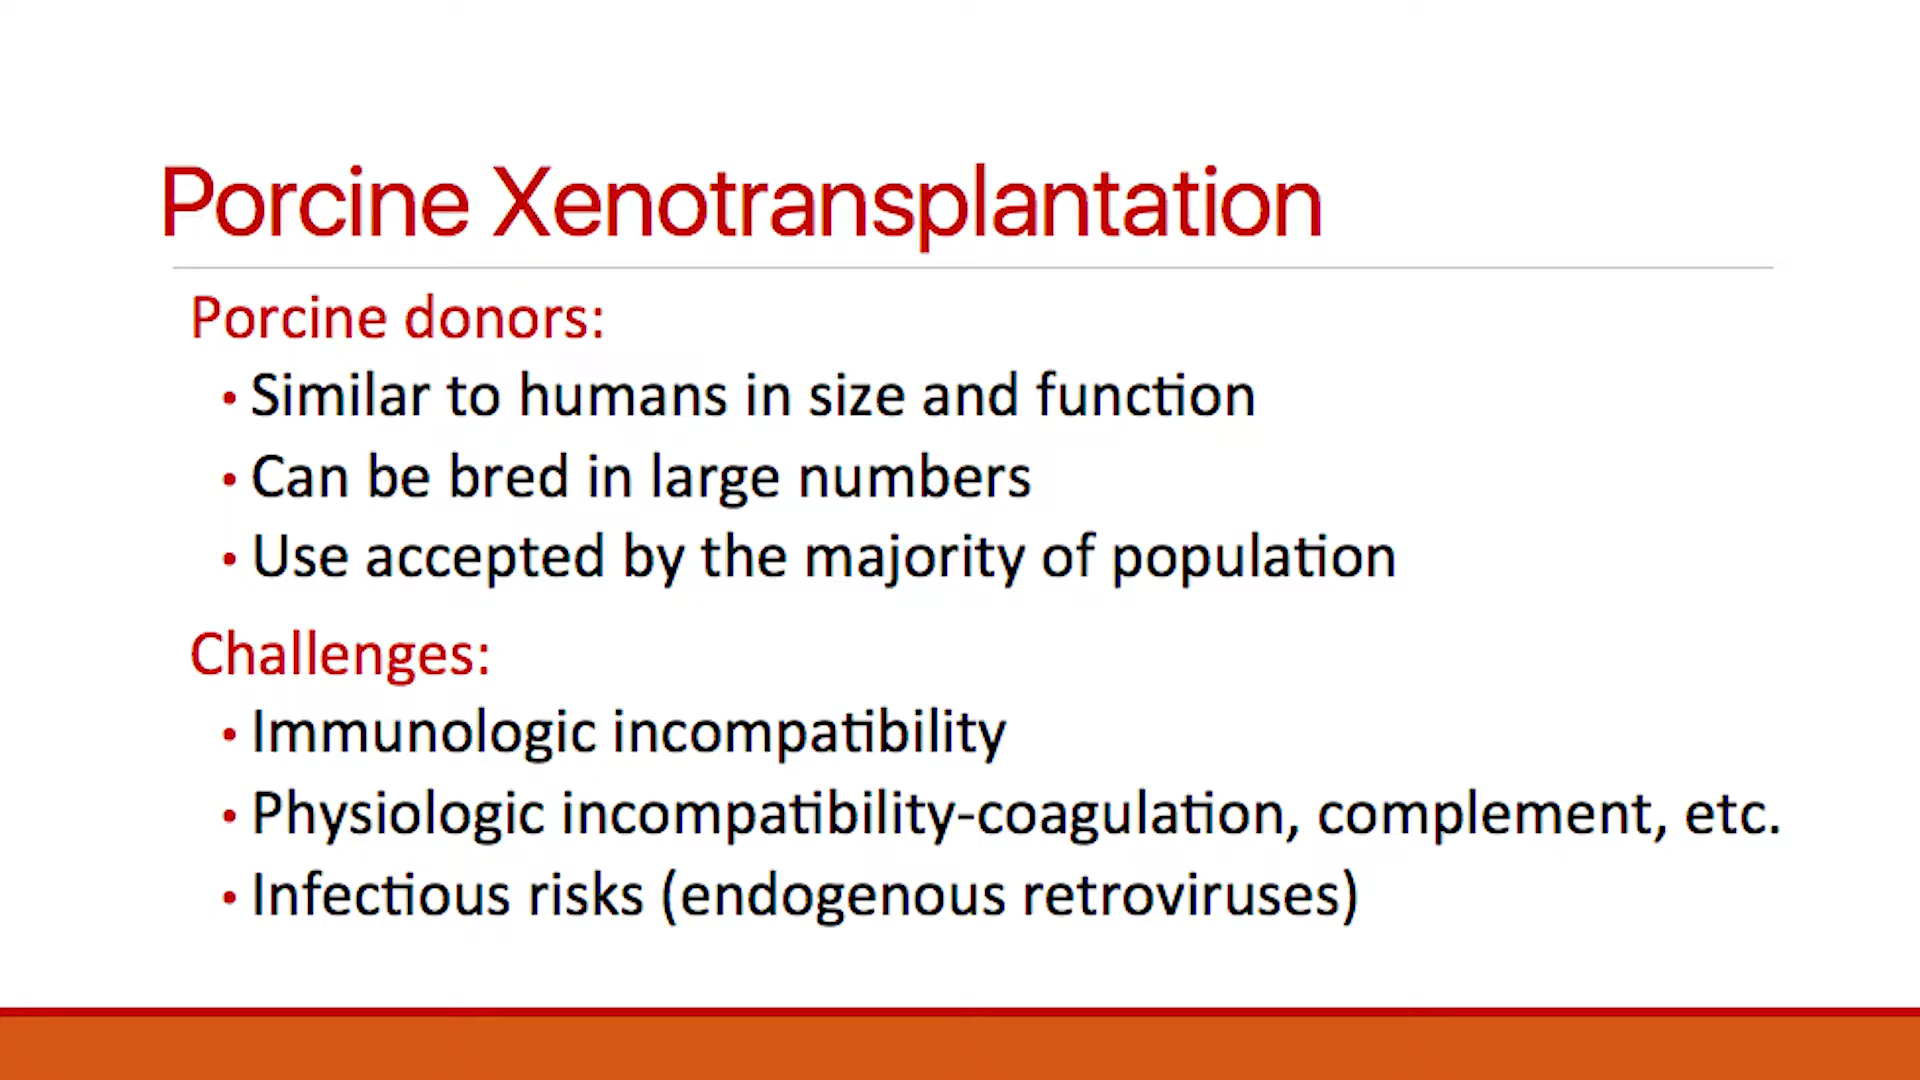 Porcine Xenotransplantation
Porcine donors:
• Similar to humans in size and function
• Can be bred in large numbers
• Use accepted by the majority of population
Challenges:
• Immunologic incompatibility
• Physiologic incompatibility-coagulation, complement, etc.
• Infectious risks (endogenous retroviruses)